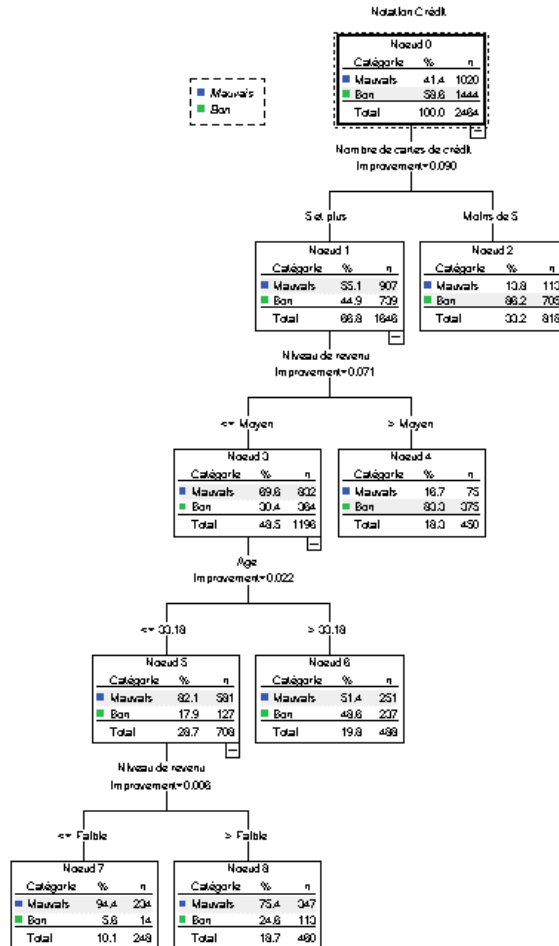 Notation Crédit
Mauvais
Bon
Noeud 0
Catégorie % n
Mauvais 41.4 1020
Bon 58.6 1444
Total 100.0 2464
Nombre de cartes de crédit
Improvement=0.090
5 et plus
Moins de 5
Noeud 1
Catégorie % n
Mauvais 55.1 907
Bon 44.9 739
Total 66.8 1646
Noeud 2
Catégorie % n
Mauvais 13.8 113
Bon 86.2 705
Total 33.2 818
Niveau de revenu
Improvement=0.071
<= Moyen
> Moyen
Noeud 3
Catégorie % n
Mauvais 69.6 832
Bon 30.4 364
Total 48.5 1196
Noeud 4
Catégorie % n
Mauvais 16.7 75
Bon 83.3 375
Total 18.3 450
Age
Improvement=0.022
<= 33.18
> 33.18
Noeud 5
Catégorie % n
Mauvais 82.1 581
Bon 17.9 127
Total 28.7 708
Noeud 6
Catégorie % n
Mauvais 51.4 251
Bon 48.6 237
Total 19.8 488
Niveau de revenu
Improvement=0.006
<= Faible
> Faible
Noeud 7
Catégorie % n
Mauvais 94.4 234
Bon 5.6 14
Total 10.1 248
Noeud 8
Catégorie % n
Mauvais 75.4 347
Bon 24.6 113
Total 18.7 460